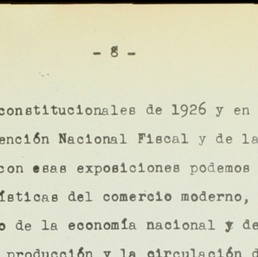 - 8 -
constitucionales de 1926 y en
ención Nacional Fiscal y de la
con esas exposiciones podemos
ísticas del comercio moderno,
o de la economía nacional y de
producción y la circulación d